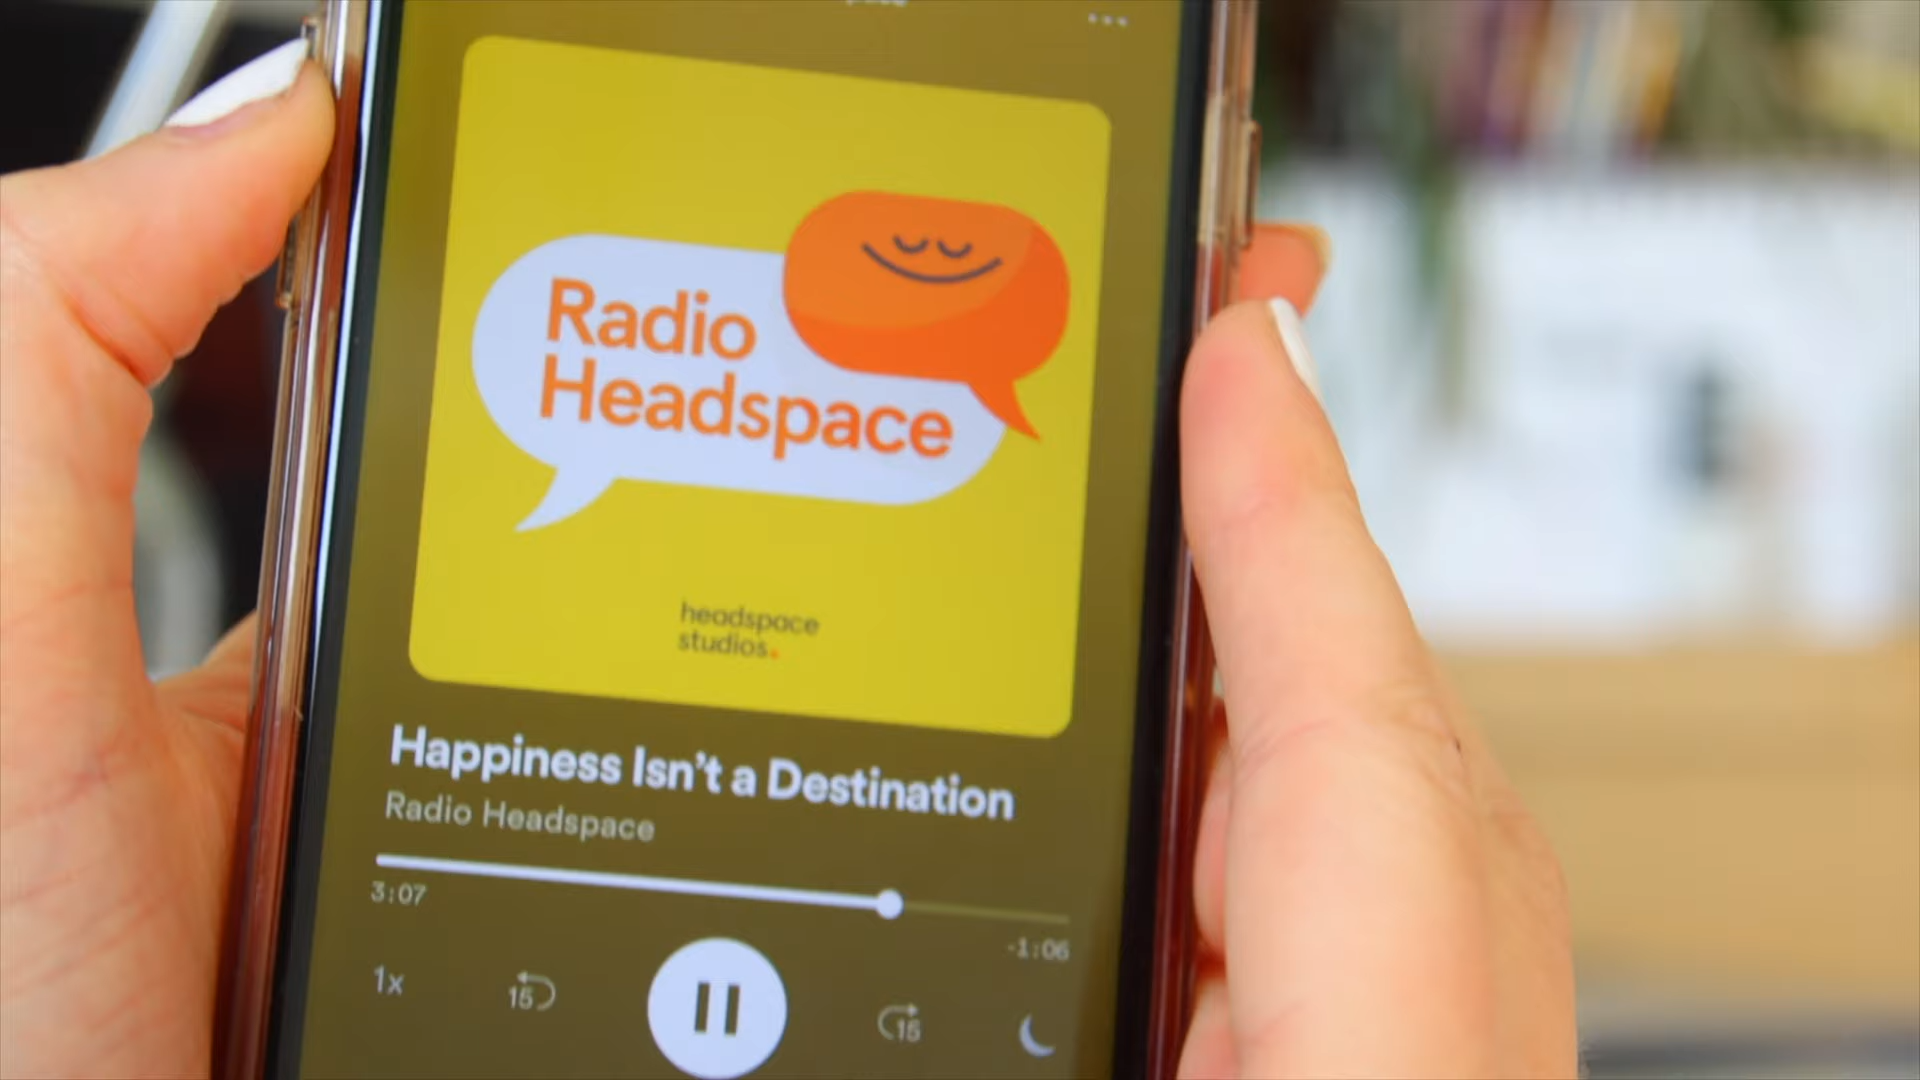 Radio
Headspace
headspace
studios.
Happiness Isn't a Destination
Radio Headspace
3:07
-1:06
1x
15
15